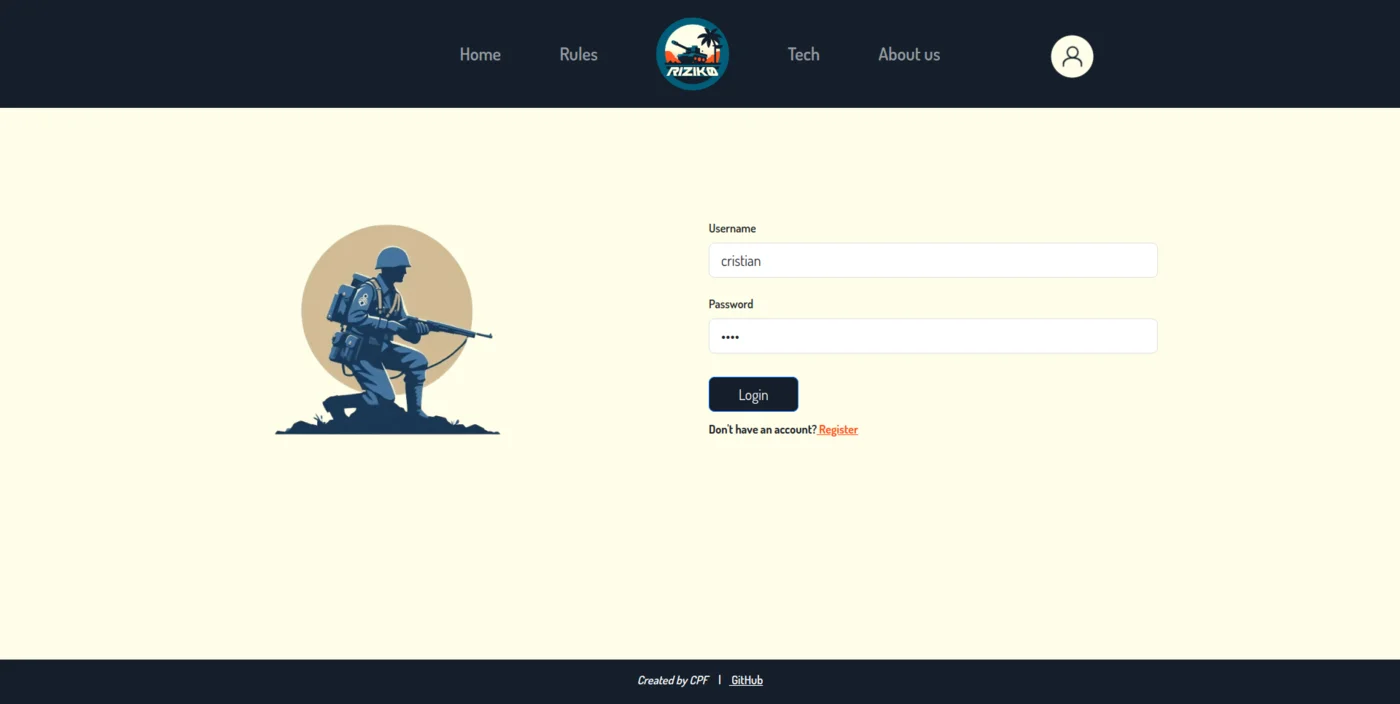 Home Rules RIZIKO Tech About us
Username
cristian
Password
••••
Login
Don't have an account? Register
Created by CPF | GitHub